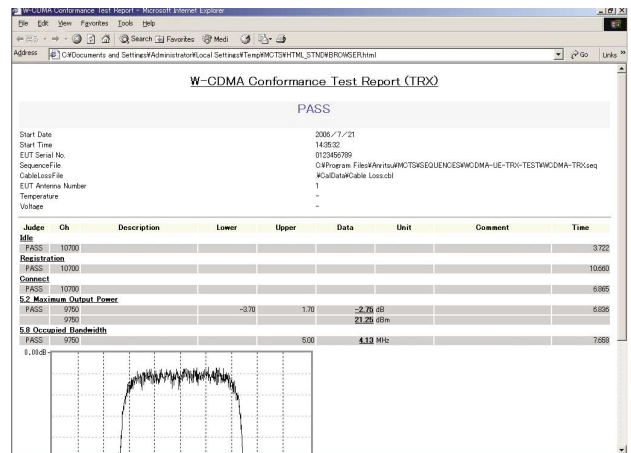 W-CDMA Conformance Test Report - Microsoft Internet Explorer
File Edit View Favorites Tools Help
Search Favorites Medi
Address C:¥Documents and Settings¥Administrator¥Local Settings¥Temp¥MCTS¥HTML_STND¥BROWSER.html Go Links »
W-CDMA Conformance Test Report (TRX)
PASS
Start Date 2006／7／21
Start Time 14:35:32
EUT Serial No. 0123456789
SequenceFile C:¥Program Files¥Anritsu¥MCTS¥SEQUENCES¥WCDMA-UE-TRX-TEST¥WCDMA-TRX.seq
CableLossFile .¥CalData¥Cable Loss.cbl
EUT Antenna Number 1
Temperature -
Voltage -
Judge Ch Description Lower Upper Data Unit Comment Time
Idle
PASS 10700 3.722
Registration
PASS 10700 10.660
Connect
PASS 10700 6.865
5.2 Maximum Output Power
PASS 9750 -3.70 1.70 -2.75 dB 6.836
9750 21.25 dBm
5.8 Occupied Bandwidth
PASS 9750 5.00 4.13 MHz 7.658
0.00dB